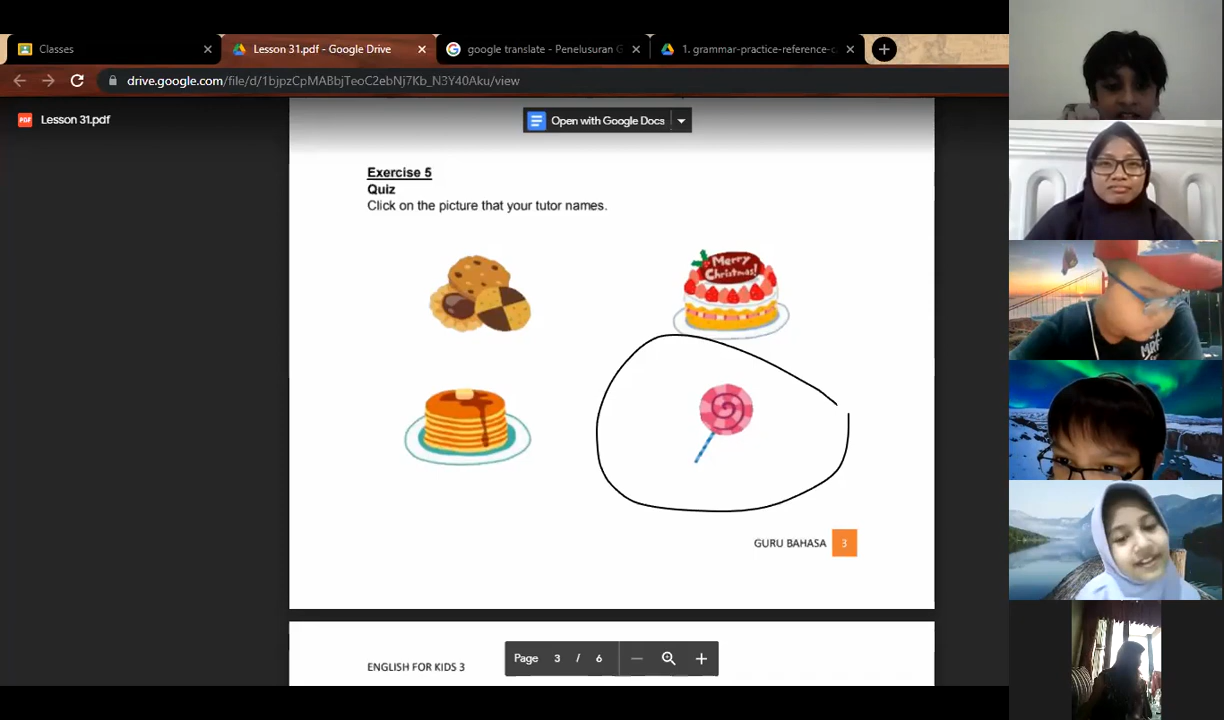 Classes
Lesson 31.pdf - Google Drive
google translate - Penelusuran G
1. grammar-practice-reference-c
drive.google.com/file/d/1bjpzCpMABbjTeoC2ebNj7Kb_N3Y40Aku/view
PDF
Lesson 31.pdf
Open with Google Docs
Exercise 5
Quiz
Click on the picture that your tutor names.
Merry
Christmas!
GURU BAHASA 3
ENGLISH FOR KIDS 3
Page 3 / 6